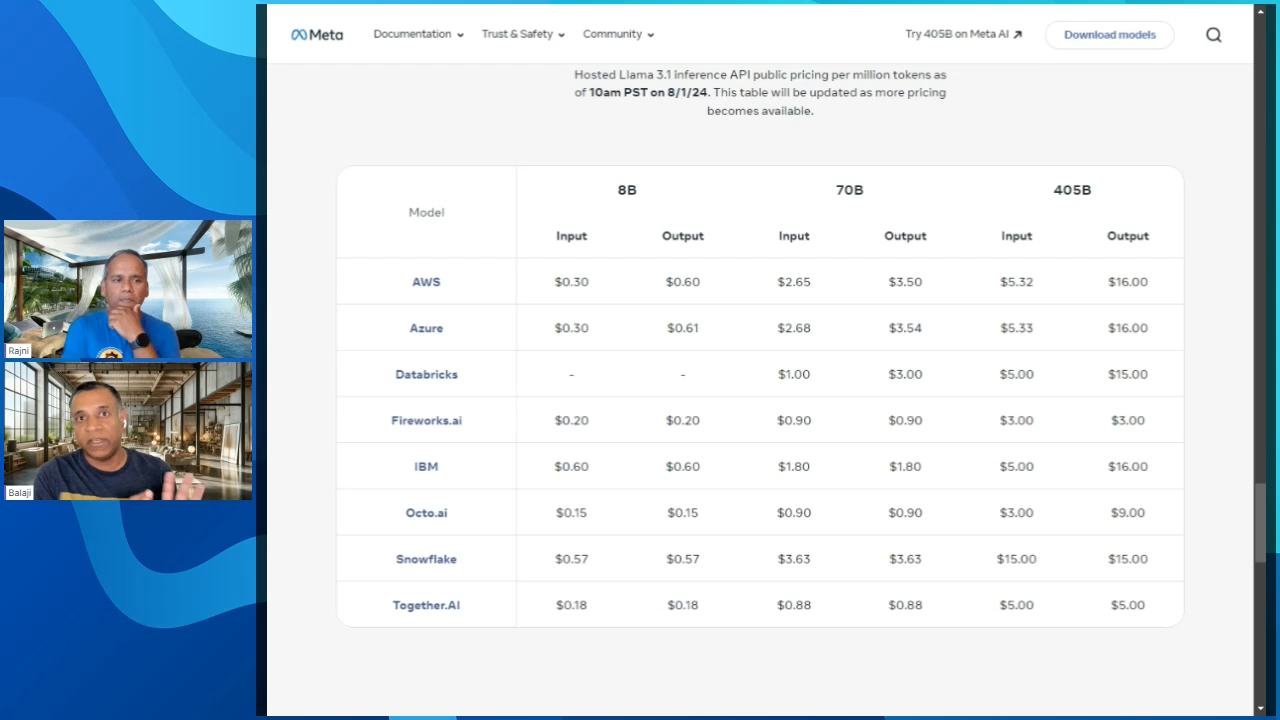 Meta
Documentation
Trust & Safety
Community
Try 405B on Meta AI
Download models
Hosted Llama 3.1 inference API public pricing per million tokens as
of 10am PST on 8/1/24. This table will be updated as more pricing
becomes available.
Model 8B 70B 405B
Input Output Input Output Input Output
AWS $0.30 $0.60 $2.65 $3.50 $5.32 $16.00
Azure $0.30 $0.61 $2.68 $3.54 $5.33 $16.00
Databricks - - $1.00 $3.00 $5.00 $15.00
Fireworks.ai $0.20 $0.20 $0.90 $0.90 $3.00 $3.00
IBM $0.60 $0.60 $1.80 $1.80 $5.00 $16.00
Octo.ai $0.15 $0.15 $0.90 $0.90 $3.00 $9.00
Snowflake $0.57 $0.57 $3.63 $3.63 $15.00 $15.00
Together.AI $0.18 $0.18 $0.88 $0.88 $5.00 $5.00
Rajni
Balaji